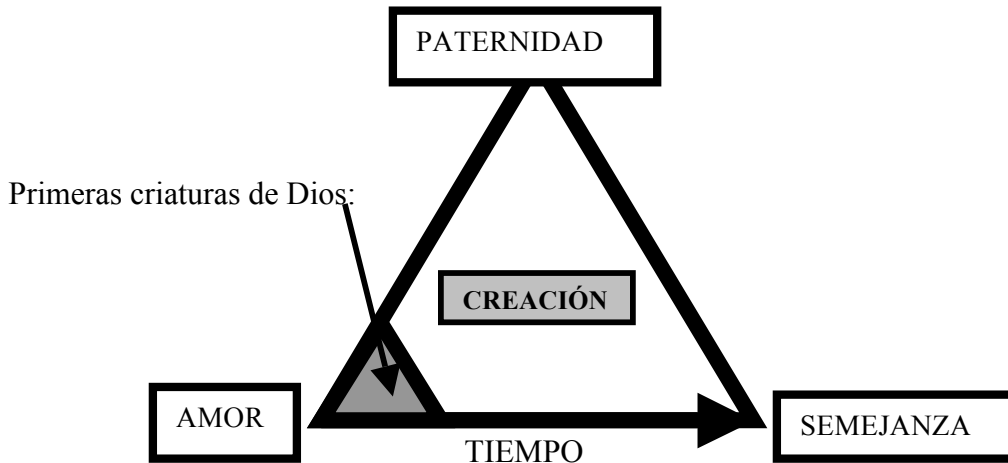 PATERNIDAD
Primeras criaturas de Dios:
CREACIÓN
AMOR
SEMEJANZA
TIEMPO